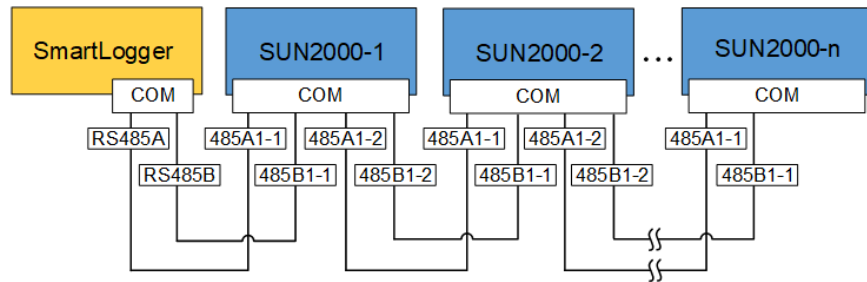 SmartLogger
SUN2000-1
SUN2000-2
...
SUN2000-n
COM
COM
COM
COM
RS485A
485A1-1
485A1-2
485A1-1
485A1-2
485A1-1
RS485B
485B1-1
485B1-2
485B1-1
485B1-2
485B1-1